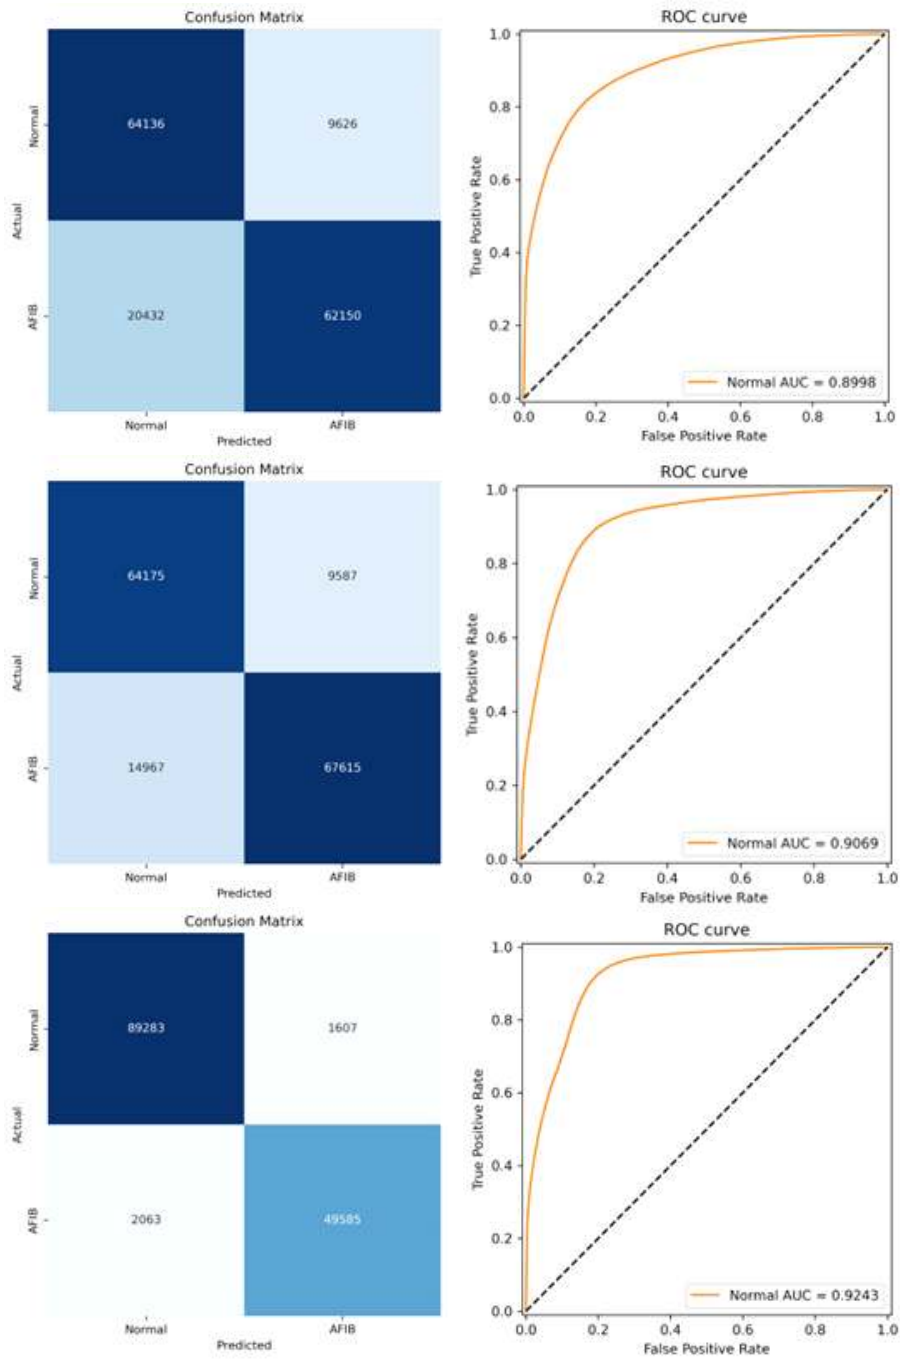 Confusion Matrix
Normal
64136
9626
Actual
AFIB
20432
62150
Normal
AFIB
Predicted
ROC curve
1.0
0.8
0.6
0.4
0.2
0.0
True Positive Rate
Normal AUC = 0.8998
0.0 0.2 0.4 0.6 0.8 1.0
False Positive Rate
Confusion Matrix
Normal
64175
9587
Actual
AFIB
14967
67615
Normal
AFIB
Predicted
ROC curve
1.0
0.8
0.6
0.4
0.2
0.0
True Positive Rate
Normal AUC = 0.9069
0.0 0.2 0.4 0.6 0.8 1.0
False Positive Rate
Confusion Matrix
Normal
89283
1607
Actual
AFIB
2063
49585
Normal
AFIB
Predicted
ROC curve
1.0
0.8
0.6
0.4
0.2
0.0
True Positive Rate
Normal AUC = 0.9243
0.0 0.2 0.4 0.6 0.8 1.0
False Positive Rate